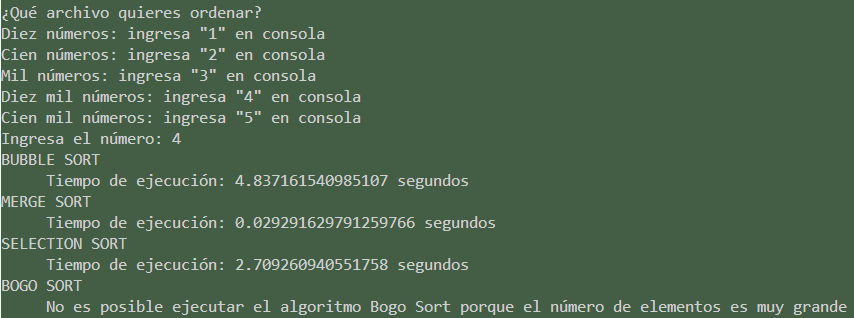 ¿Qué archivo quieres ordenar?
Diez números: ingresa "1" en consola
Cien números: ingresa "2" en consola
Mil números: ingresa "3" en consola
Diez mil números: ingresa "4" en consola
Cien mil números: ingresa "5" en consola
Ingresa el número: 4
BUBBLE SORT
Tiempo de ejecución: 4.837161540985107 segundos
MERGE SORT
Tiempo de ejecución: 0.029291629791259766 segundos
SELECTION SORT
Tiempo de ejecución: 2.709260940551758 segundos
BOGO SORT
No es posible ejecutar el algoritmo Bogo Sort porque el número de elementos es muy grande